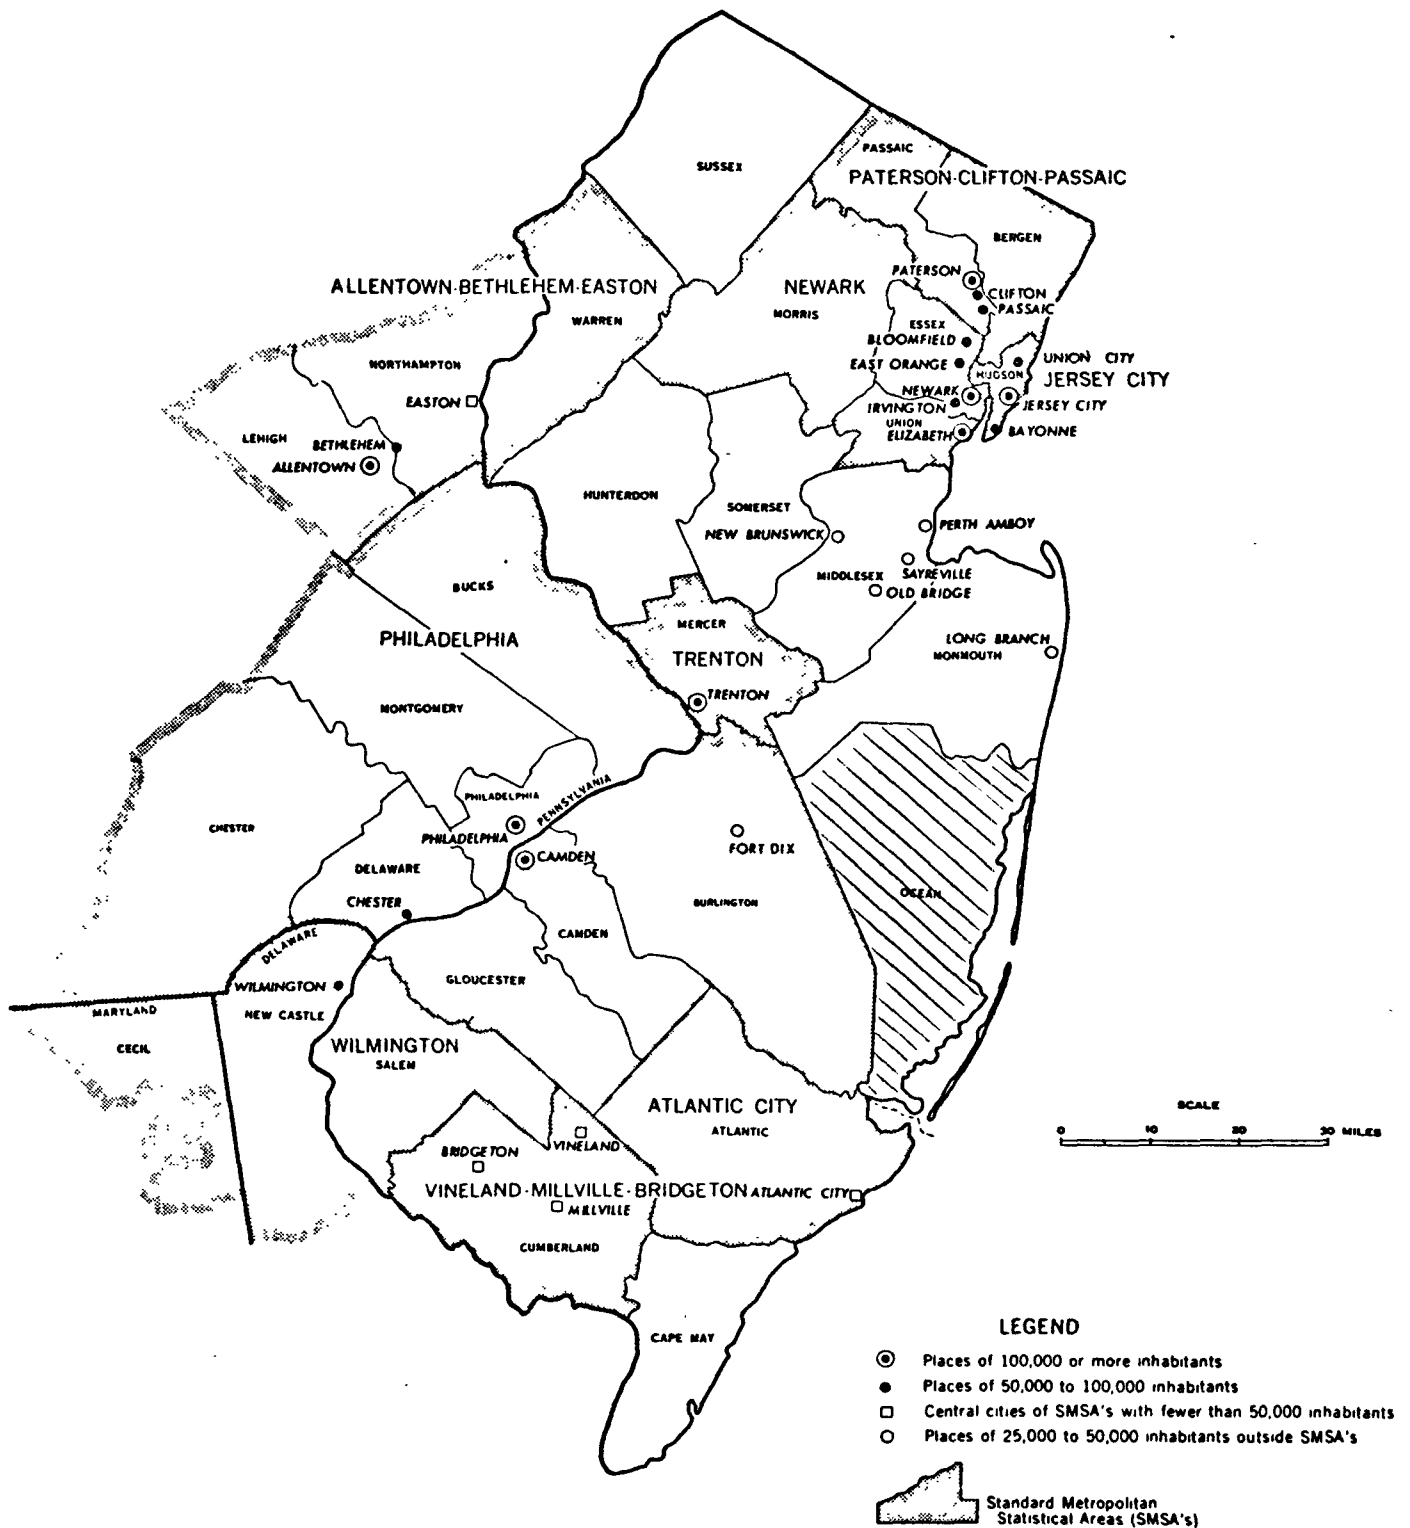 PASSAIC
SUSSEX
PATERSON·CLIFTON·PASSAIC
BERGEN
PATERSON
ALLENTOWN·BETHLEHEM·EASTON
NEWARK
CLIFTON
PASSAIC
MORRIS
WARREN
ESSEX
BLOOMFIELD
NORTHAMPTON
EAST ORANGE
UNION CITY
HUDSON
JERSEY CITY
EASTON
NEWARK
IRVINGTON
JERSEY CITY
UNION
ELIZABETH
BAYONNE
LEHIGH
BETHLEHEM
ALLENTOWN
HUNTERDON
SOMERSET
NEW BRUNSWICK
PERTH AMBOY
SAYREVILLE
MIDDLESEX
OLD BRIDGE
BUCKS
MERCER
PHILADELPHIA
TRENTON
LONG BRANCH
MONMOUTH
TRENTON
MONTGOMERY
PENNSYLVANIA
PHILADELPHIA
CHESTER
PHILADELPHIA
FORT DIX
CAMDEN
DELAWARE
OCEAN
CHESTER
BURLINGTON
DELAWARE
CAMDEN
GLOUCESTER
WILMINGTON
MARYLAND
NEW CASTLE
CECIL
WILMINGTON
SALEM
ATLANTIC CITY
ATLANTIC
SCALE
0 10 20 30 MILES
VINELAND
BRIDGETON
VINELAND·MILLVILLE·BRIDGETON
ATLANTIC CITY
MILLVILLE
CUMBERLAND
CAPE MAY
LEGEND
Places of 100,000 or more inhabitants
Places of 50,000 to 100,000 inhabitants
Central cities of SMSA's with fewer than 50,000 inhabitants
Places of 25,000 to 50,000 inhabitants outside SMSA's
Standard Metropolitan
Statistical Areas (SMSA's)